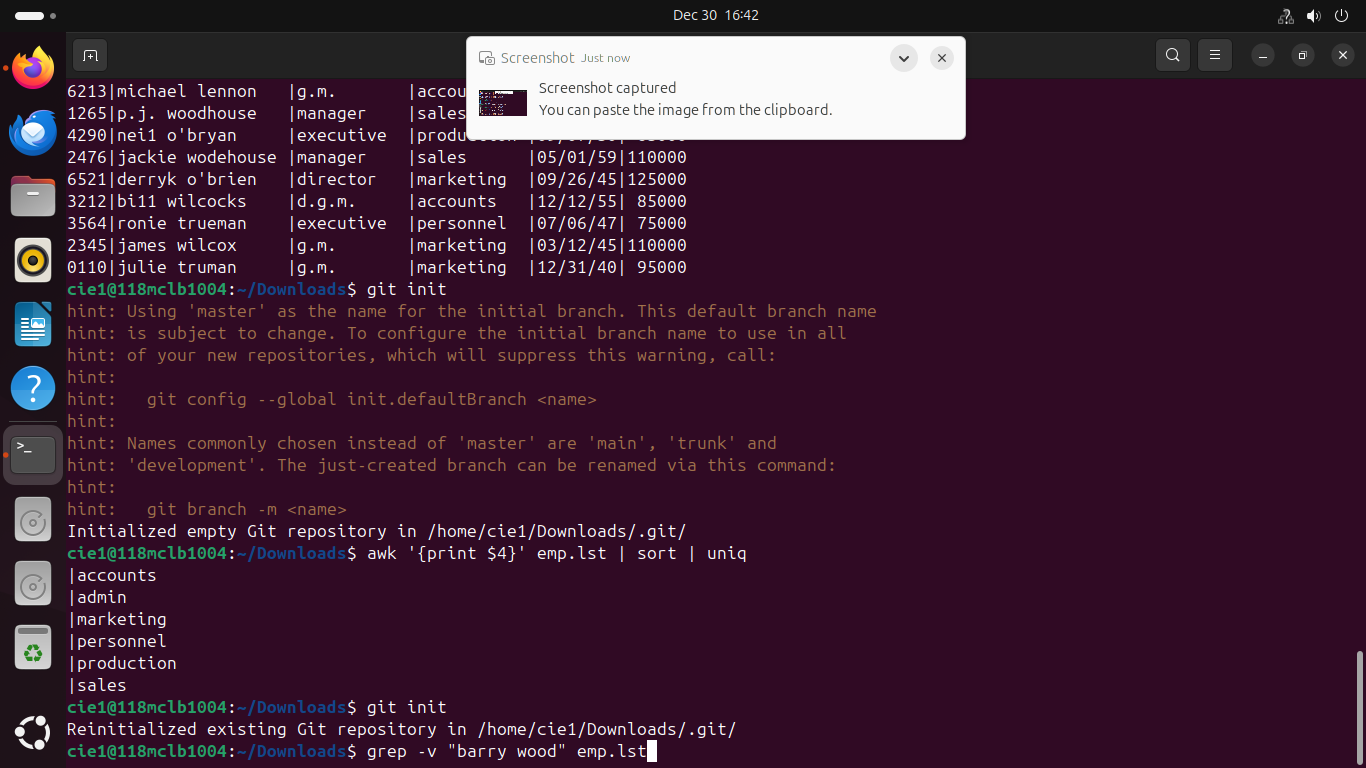 Dec 30 16:42
Screenshot Just now
Screenshot captured
You can paste the image from the clipboard.
6213|michael lennon   |g.m.      |accou
1265|p.j. woodhouse   |manager   |sales
4290|nei1 o'bryan     |executive |
2476|jackie wodehouse |manager   |sales      |05/01/59|110000
6521|derryk o'brien   |director  |marketing  |09/26/45|125000
3212|bi11 wilcocks    |d.g.m.    |accounts   |12/12/55| 85000
3564|ronie trueman    |executive |personnel  |07/06/47| 75000
2345|james wilcox     |g.m.      |marketing  |03/12/45|110000
0110|julie truman     |g.m.      |marketing  |12/31/40| 95000
cie1@118mclb1004:~/Downloads$ git init
hint: Using 'master' as the name for the initial branch. This default branch name
hint: is subject to change. To configure the initial branch name to use in all
hint: of your new repositories, which will suppress this warning, call:
hint:
hint:   git config --global init.defaultBranch <name>
hint:
hint: Names commonly chosen instead of 'master' are 'main', 'trunk' and
hint: 'development'. The just-created branch can be renamed via this command:
hint:
hint:   git branch -m <name>
Initialized empty Git repository in /home/cie1/Downloads/.git/
cie1@118mclb1004:~/Downloads$ awk '{print $4}' emp.lst | sort | uniq
|accounts
|admin
|marketing
|personnel
|production
|sales
cie1@118mclb1004:~/Downloads$ git init
Reinitialized existing Git repository in /home/cie1/Downloads/.git/
cie1@118mclb1004:~/Downloads$ grep -v "barry wood" emp.lst